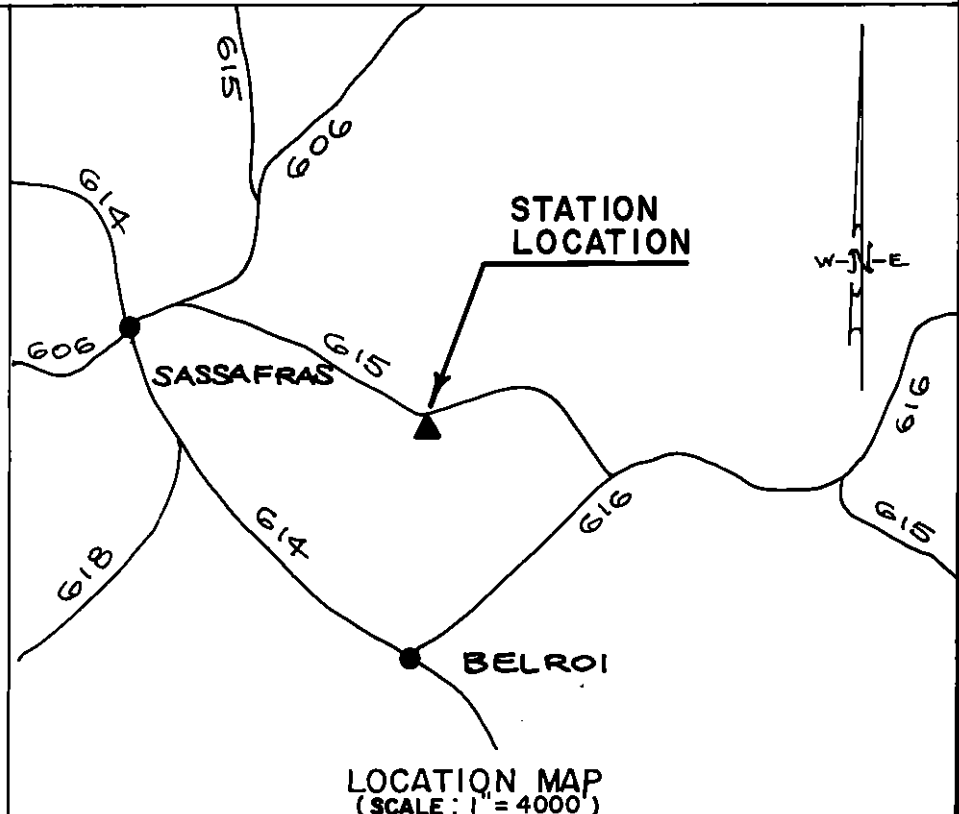 615
606
614
STATION
LOCATION
W-N-E
606
SASSAFRAS
615
616
614
616
615
618
BELROI
LOCATION MAP
(SCALE: 1" = 4000')